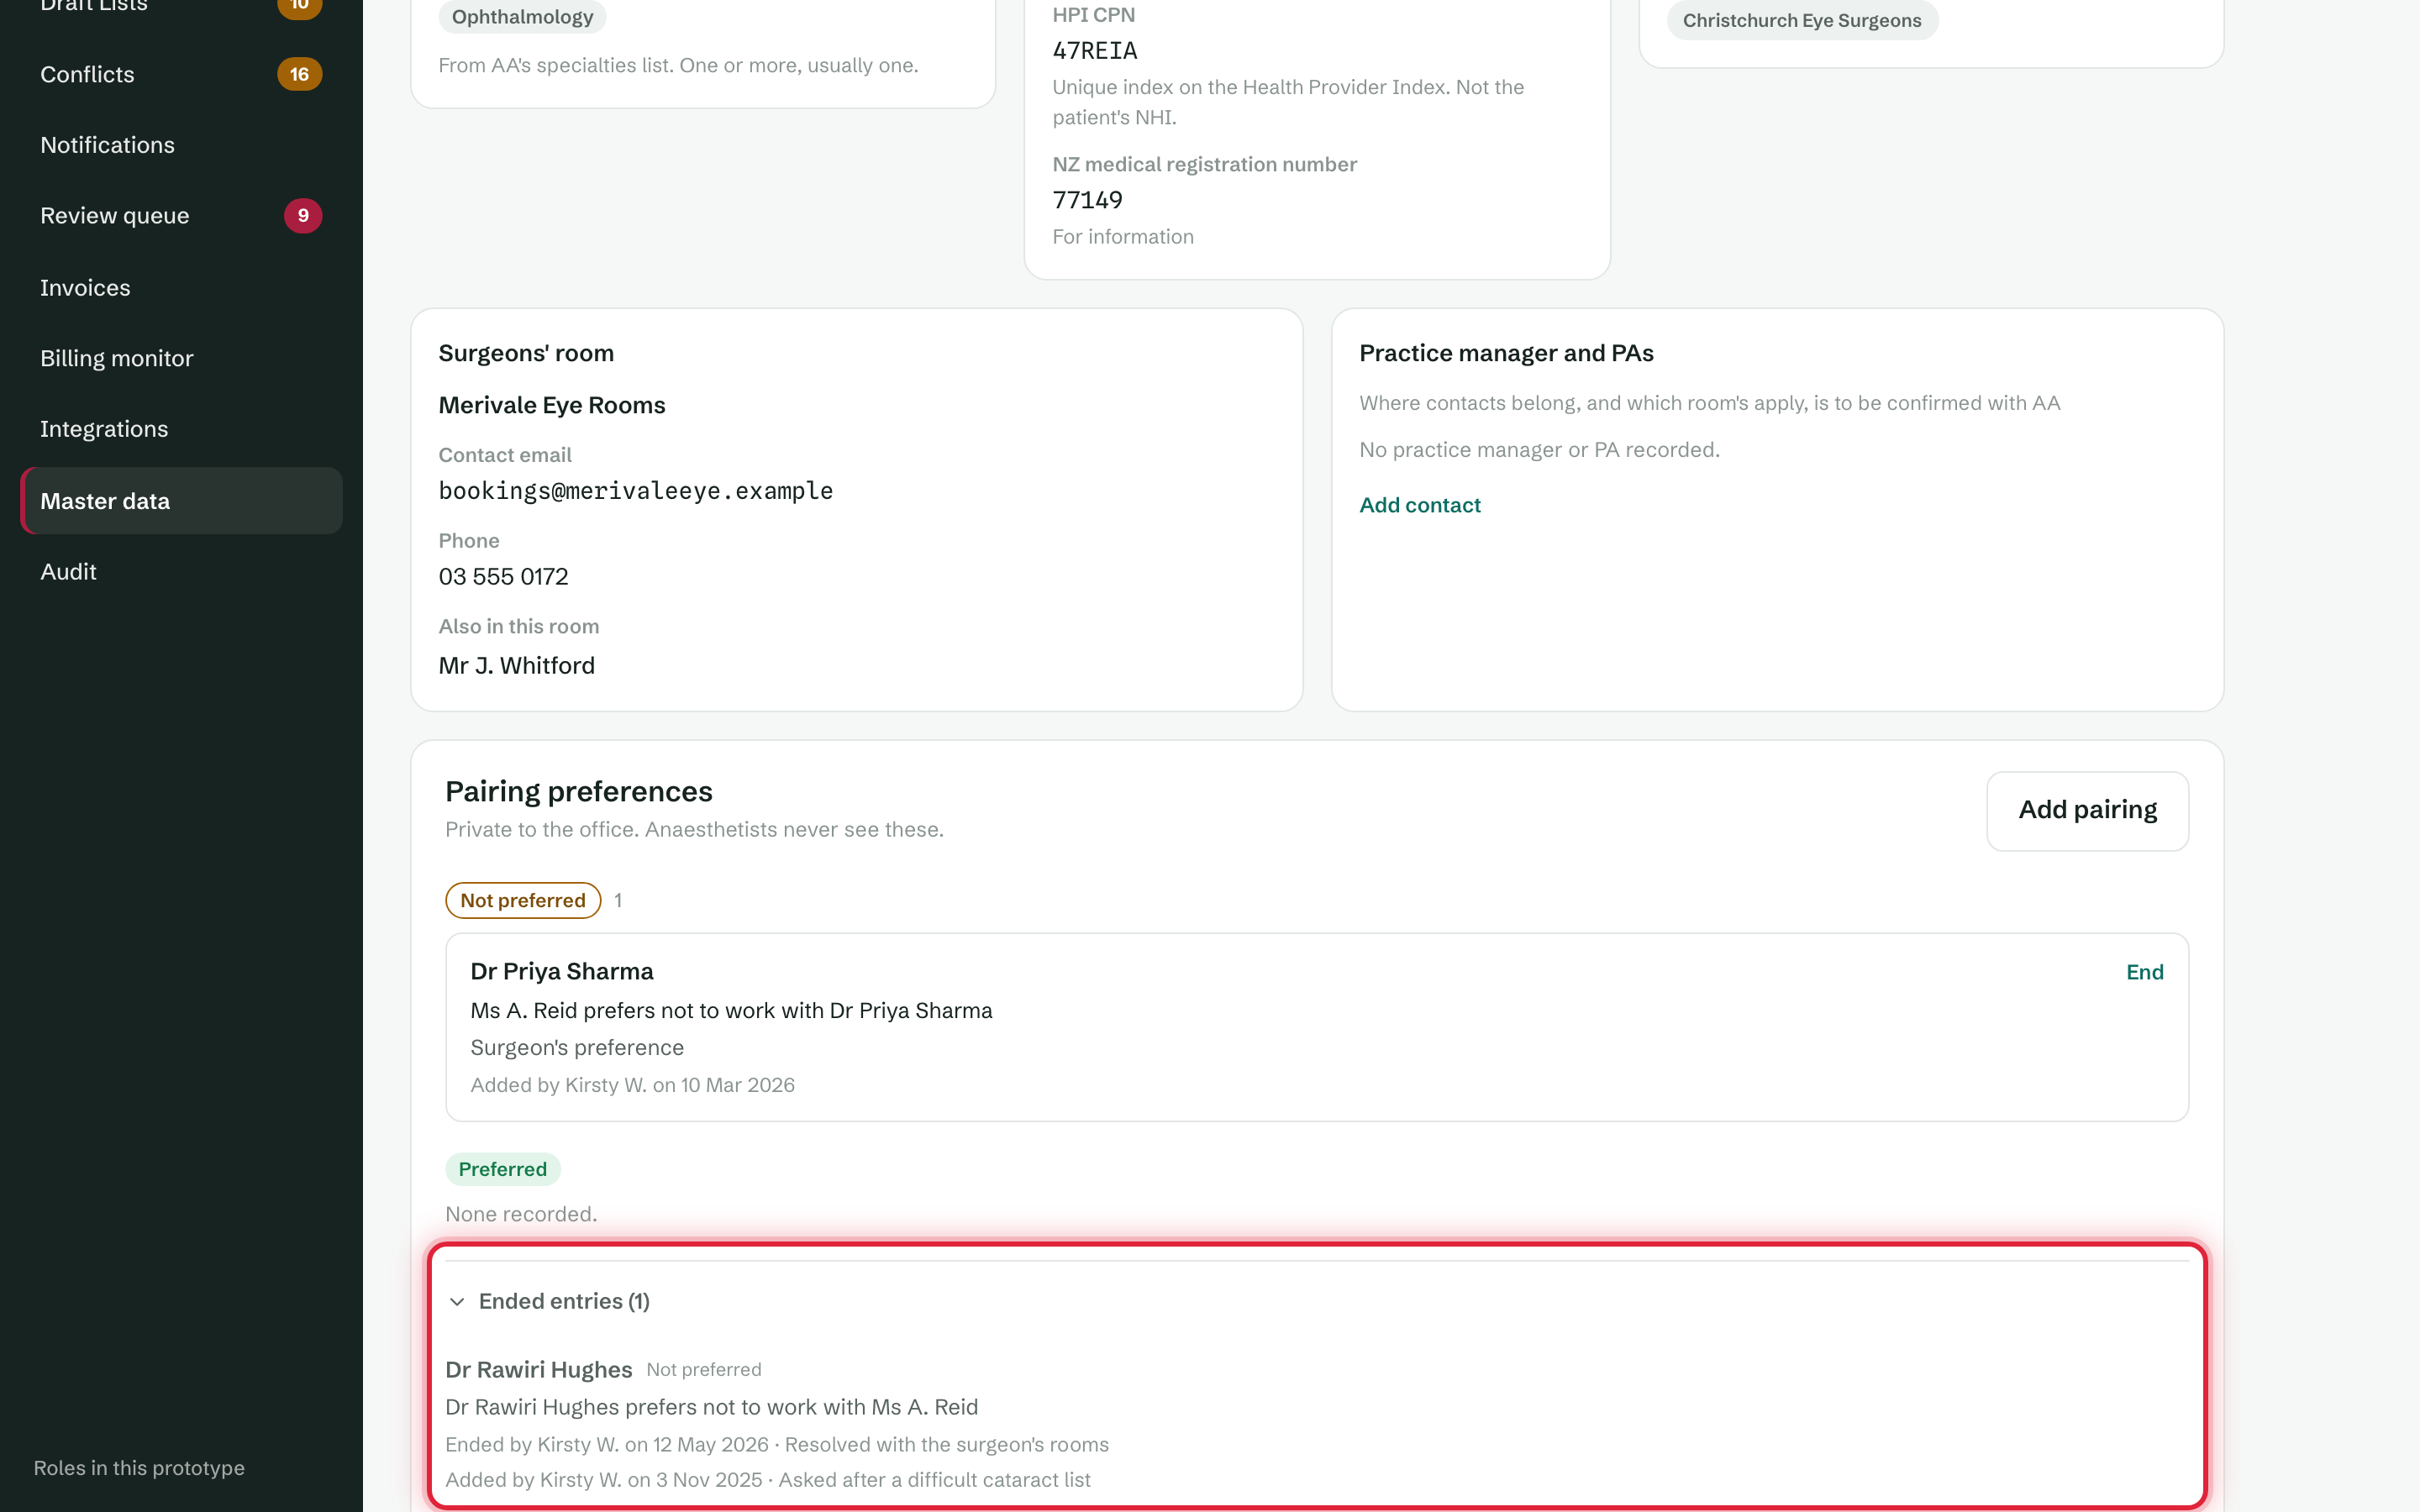 Draft Lists
10
Conflicts
16
Notifications
Review queue
9
Invoices
Billing monitor
Integrations
Master data
Audit
Roles in this prototype
Ophthalmology
From AA's specialties list. One or more, usually one.
HPI CPN
47REIA
Unique index on the Health Provider Index. Not the
patient's NHI.
NZ medical registration number
77149
For information
Christchurch Eye Surgeons
Surgeons' room
Merivale Eye Rooms
Contact email
bookings@merivaleeye.example
Phone
03 555 0172
Also in this room
Mr J. Whitford
Practice manager and PAs
Where contacts belong, and which room's apply, is to be confirmed with AA
No practice manager or PA recorded.
Add contact
Pairing preferences
Private to the office. Anaesthetists never see these.
Add pairing
Not preferred 1
Dr Priya Sharma
End
Ms A. Reid prefers not to work with Dr Priya Sharma
Surgeon's preference
Added by Kirsty W. on 10 Mar 2026
Preferred
None recorded.
Ended entries (1)
Dr Rawiri Hughes Not preferred
Dr Rawiri Hughes prefers not to work with Ms A. Reid
Ended by Kirsty W. on 12 May 2026 · Resolved with the surgeon's rooms
Added by Kirsty W. on 3 Nov 2025 · Asked after a difficult cataract list